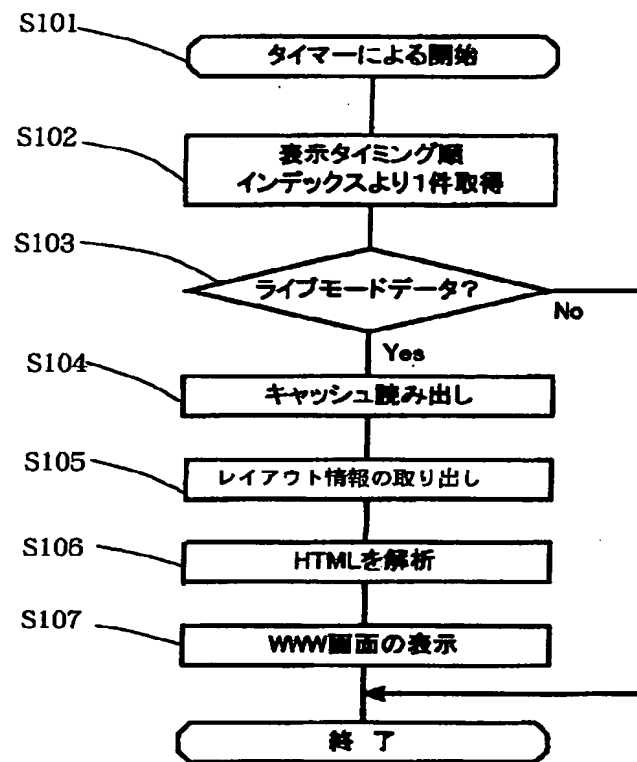 S101
タイマーによる開始
S102
表示タイミング順
インデックスより1件取得
S103
ライブモードデータ?
No
Yes
S104
キャッシュ読み出し
S105
レイアウト情報の取り出し
S106
HTMLを解析
S107
WWW画面の表示
終 了